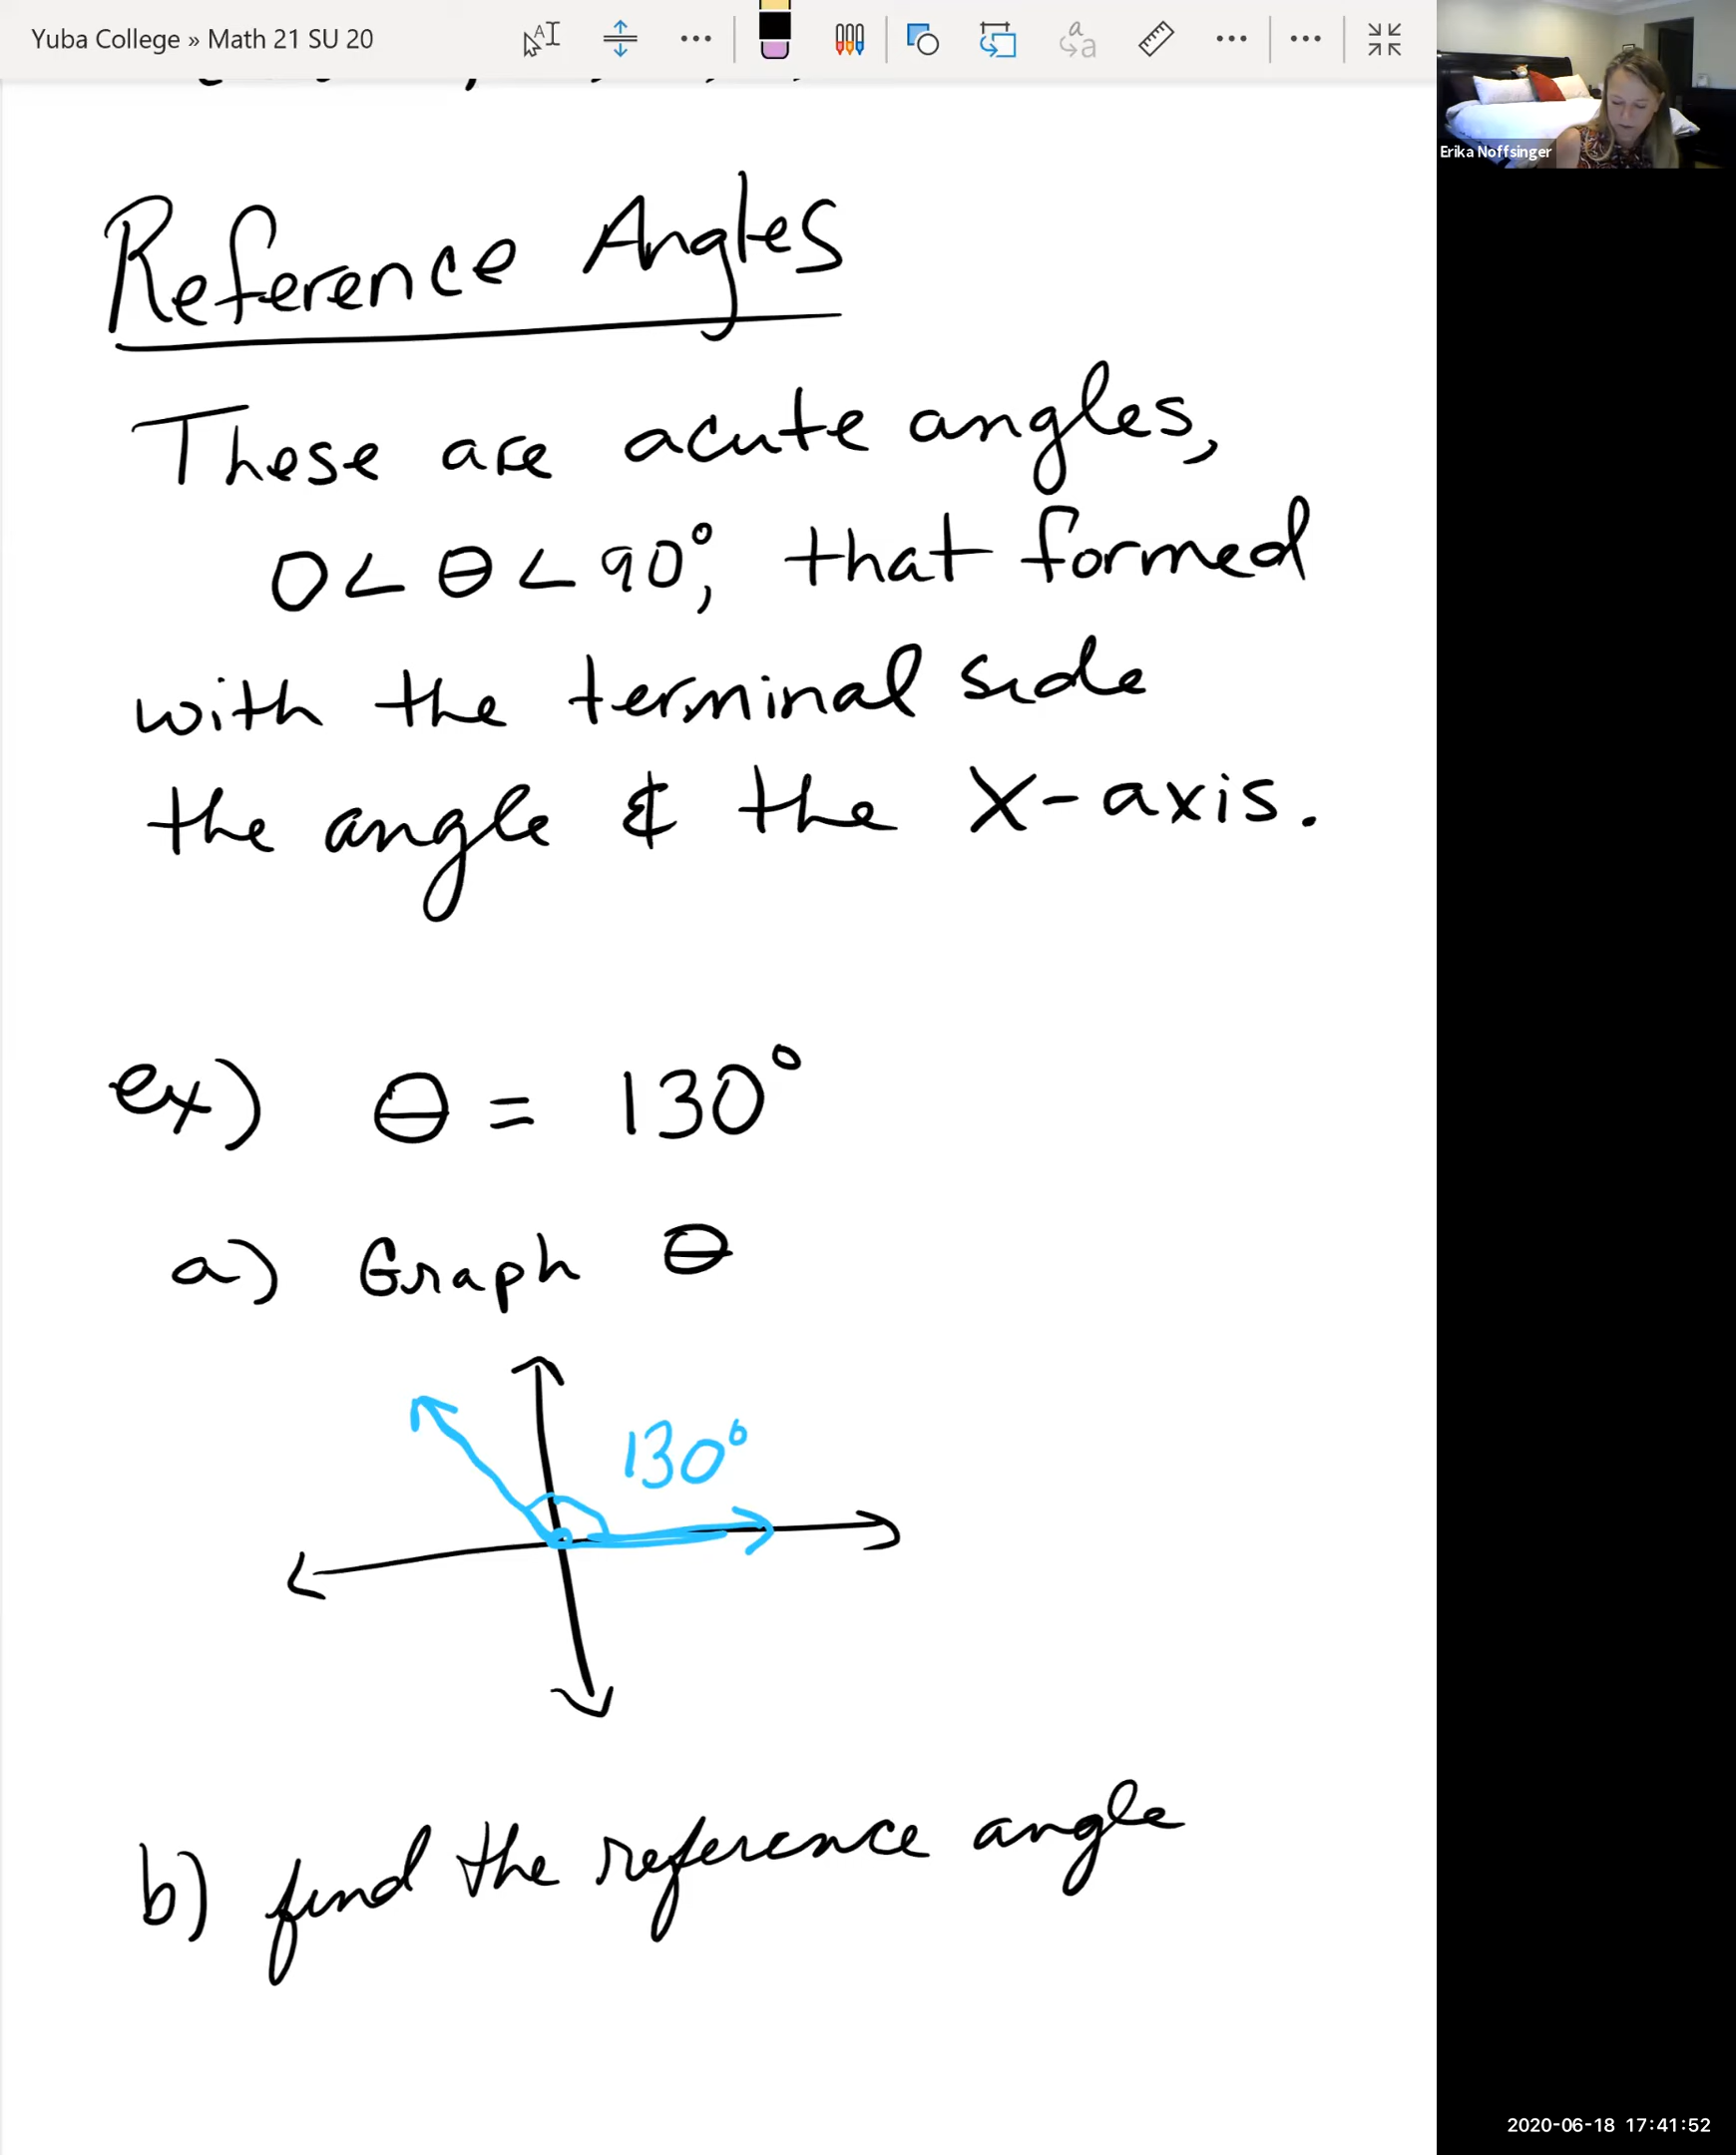 Yuba College » Math 21 SU 20
Erika Noffsinger
Reference Angles
These are acute angles,
0 < θ < 90°, that formed
with the terminal side
the angle & the X-axis.
ex) θ = 130°
a) Graph θ
130°
b) find the reference angle
2020-06-18 17:41:52